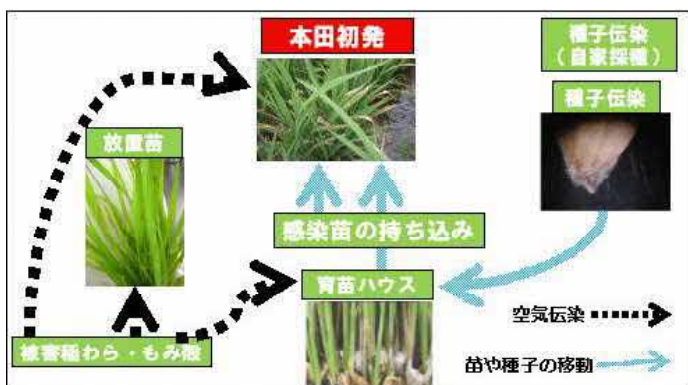 本田初発
種子伝染
（自家採種）
種子伝染
放置苗
感染苗の持ち込み
育苗ハウス
空気伝染
被害稲わら・もみ殻
苗や種子の移動